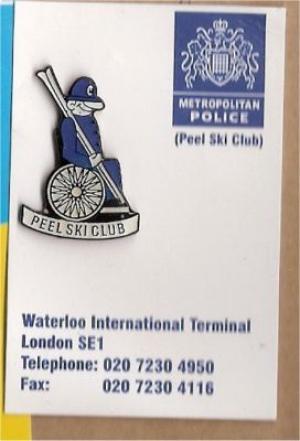 METROPOLITAN
POLICE
(Peel Ski Club)
PEEL SKI CLUB
Waterloo International Terminal
London SE1
Telephone: 020 7230 4950
Fax: 020 7230 4116